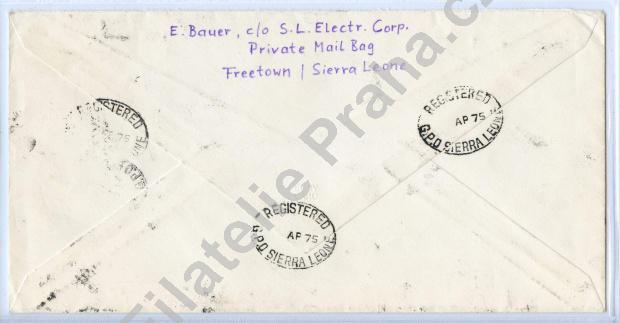 E. Bauer, c/o S.L. Electr. Corp.
Private Mail Bag
Freetown / Sierra Leone
REGISTERED
AP 75
G.P.O SIERRA LEONE
REGISTERED
75
REGISTERED
AP 75
G.P.O SIERRA LEONE
Filatelie Praha.cz